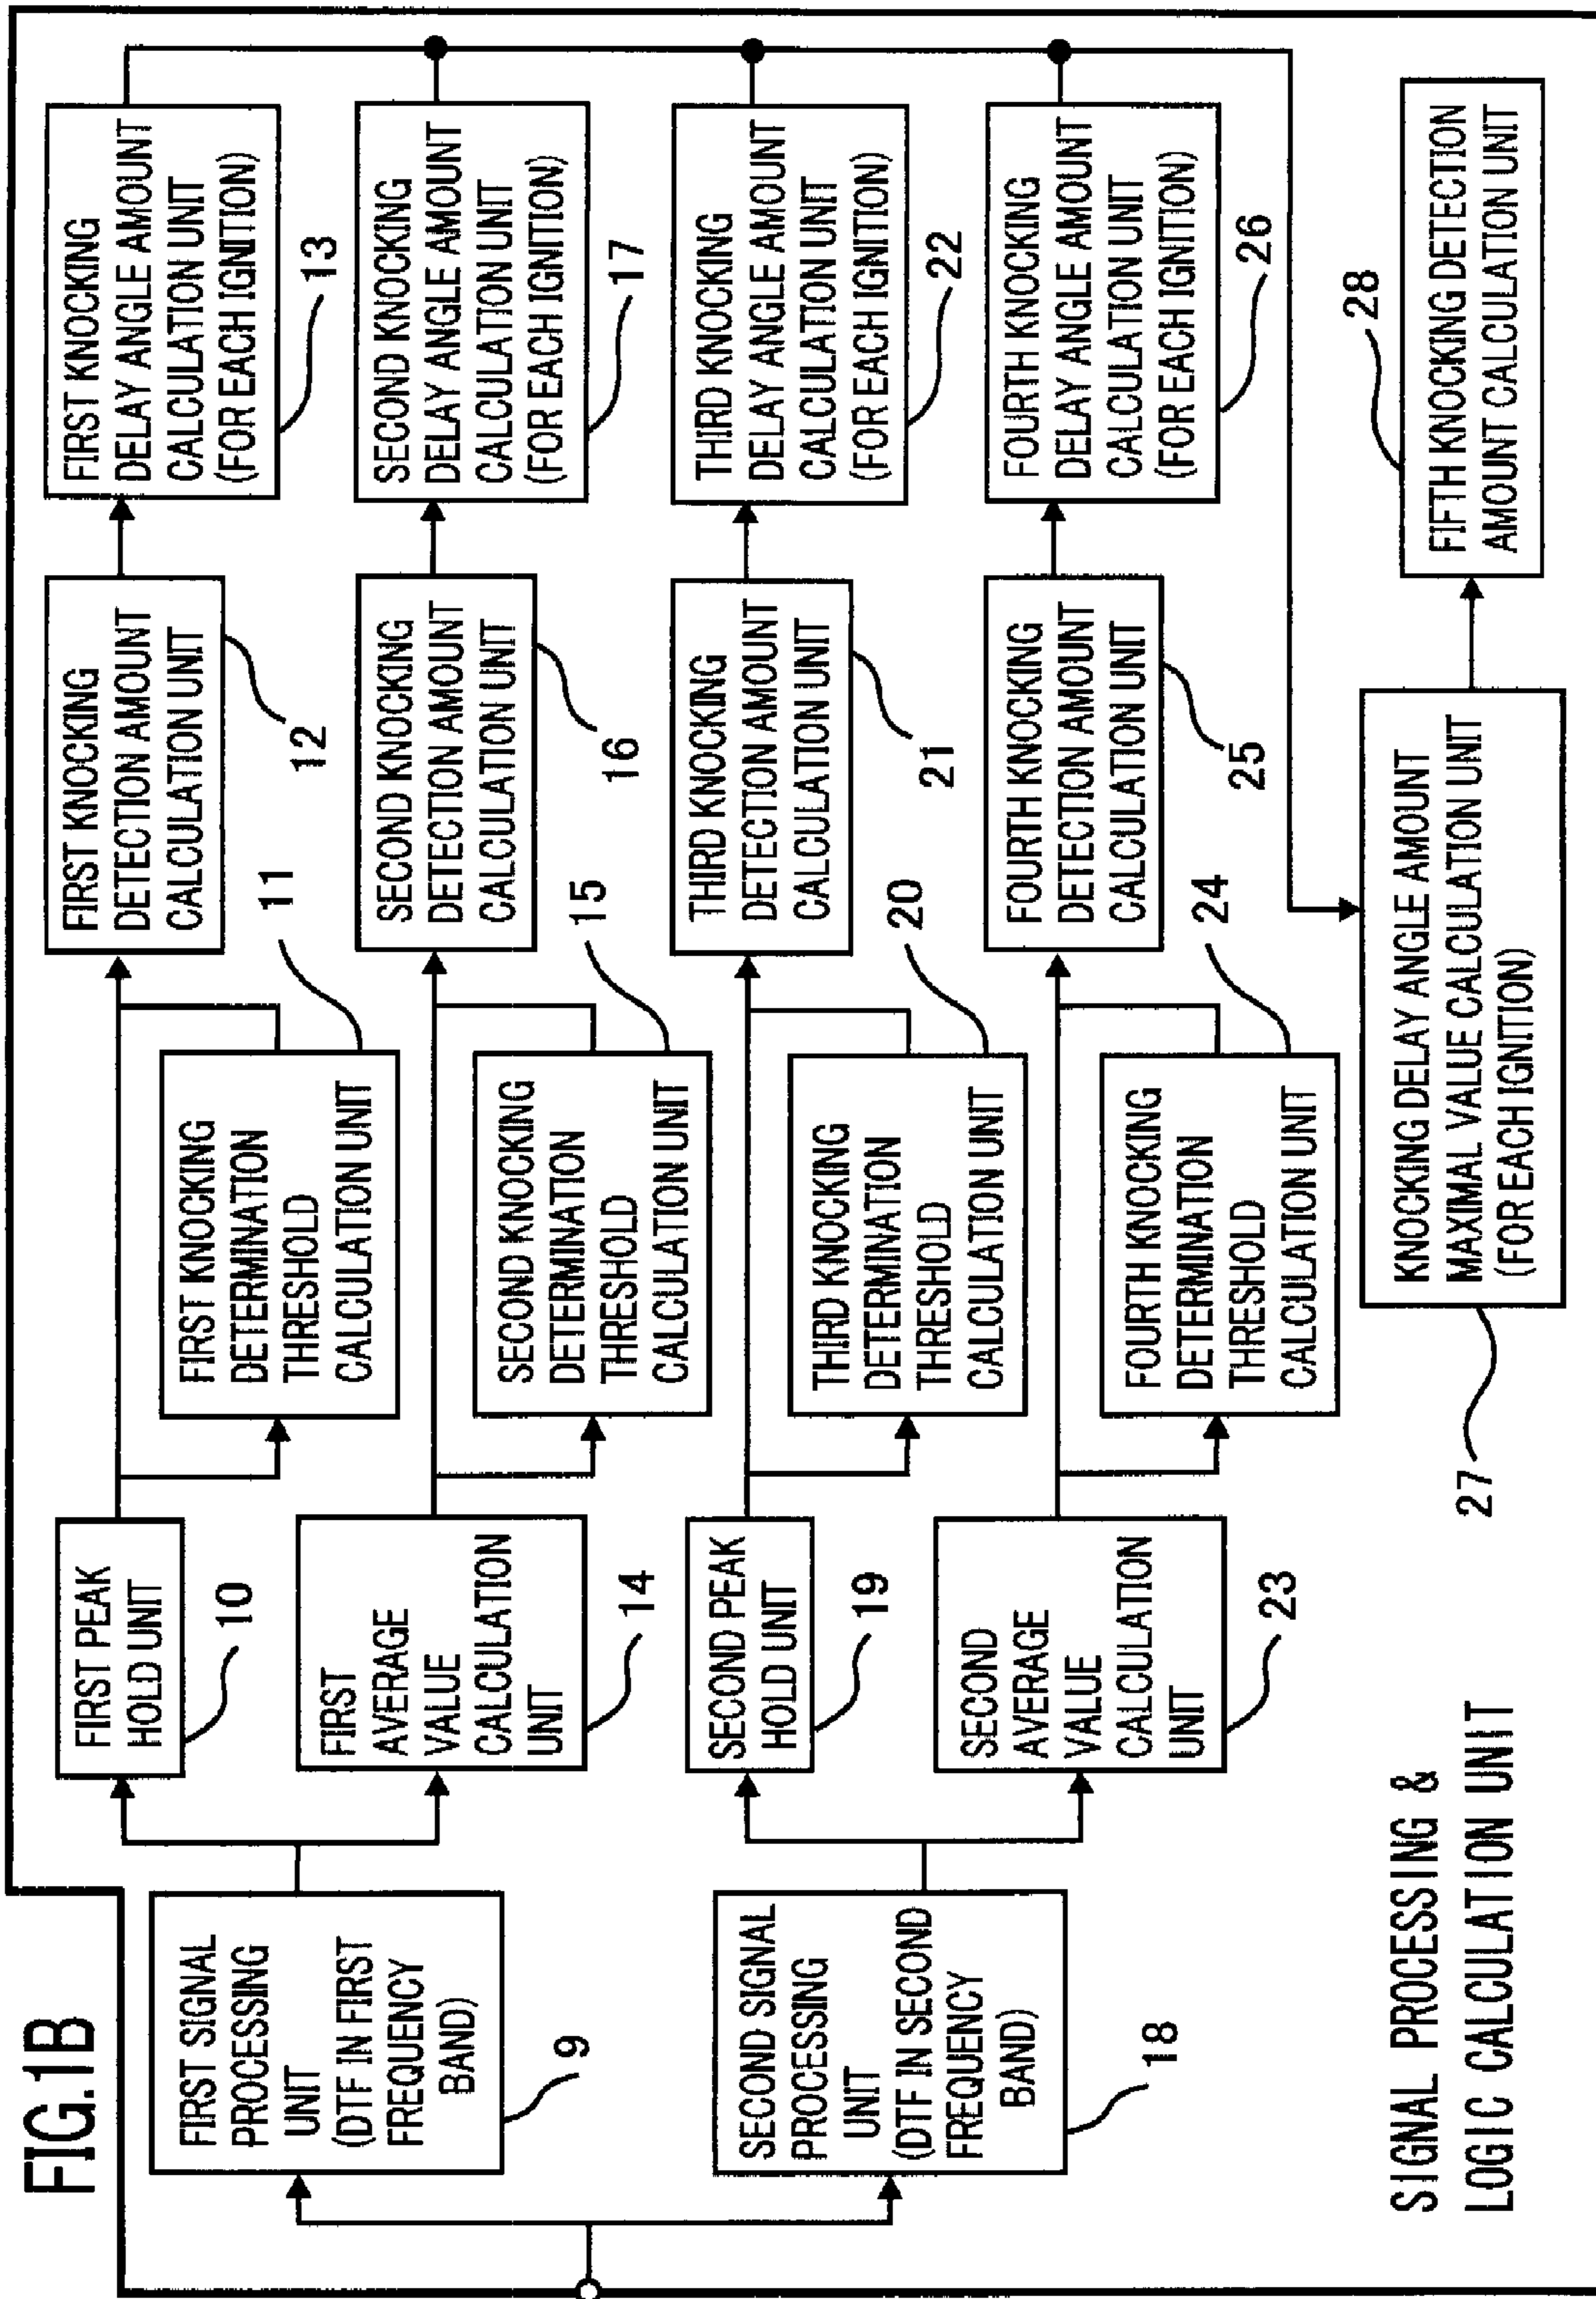 FIG.1B
FIRST SIGNAL
PROCESSING
UNIT
(DTF IN FIRST
FREQUENCY
BAND)
9
FIRST PEAK
HOLD UNIT
10
FIRST KNOCKING
DETERMINATION
THRESHOLD
CALCULATION UNIT
11
FIRST KNOCKING
DETECTION AMOUNT
CALCULATION UNIT
12
FIRST KNOCKING
DELAY ANGLE AMOUNT
CALCULATION UNIT
(FOR EACH IGNITION)
13
FIRST
AVERAGE
VALUE
CALCULATION
UNIT
14
SECOND KNOCKING
DETERMINATION
THRESHOLD
CALCULATION UNIT
15
SECOND KNOCKING
DETECTION AMOUNT
CALCULATION UNIT
16
SECOND KNOCKING
DELAY ANGLE AMOUNT
CALCULATION UNIT
(FOR EACH IGNITION)
17
SECOND SIGNAL
PROCESSING
UNIT
(DTF IN SECOND
FREQUENCY
BAND)
18
SECOND PEAK
HOLD UNIT
19
THIRD KNOCKING
DETERMINATION
THRESHOLD
CALCULATION UNIT
20
THIRD KNOCKING
DETECTION AMOUNT
CALCULATION UNIT
21
THIRD KNOCKING
DELAY ANGLE AMOUNT
CALCULATION UNIT
(FOR EACH IGNITION)
22
SECOND
AVERAGE
VALUE
CALCULATION
UNIT
23
FOURTH KNOCKING
DETERMINATION
THRESHOLD
CALCULATION UNIT
24
FOURTH KNOCKING
DETECTION AMOUNT
CALCULATION UNIT
25
FOURTH KNOCKING
DELAY ANGLE AMOUNT
CALCULATION UNIT
(FOR EACH IGNITION)
26
KNOCKING DELAY ANGLE AMOUNT
MAXIMAL VALUE CALCULATION UNIT
(FOR EACH IGNITION)
27
FIFTH KNOCKING DETECTION
AMOUNT CALCULATION UNIT
28
SIGNAL PROCESSING &
LOGIC CALCULATION UNIT